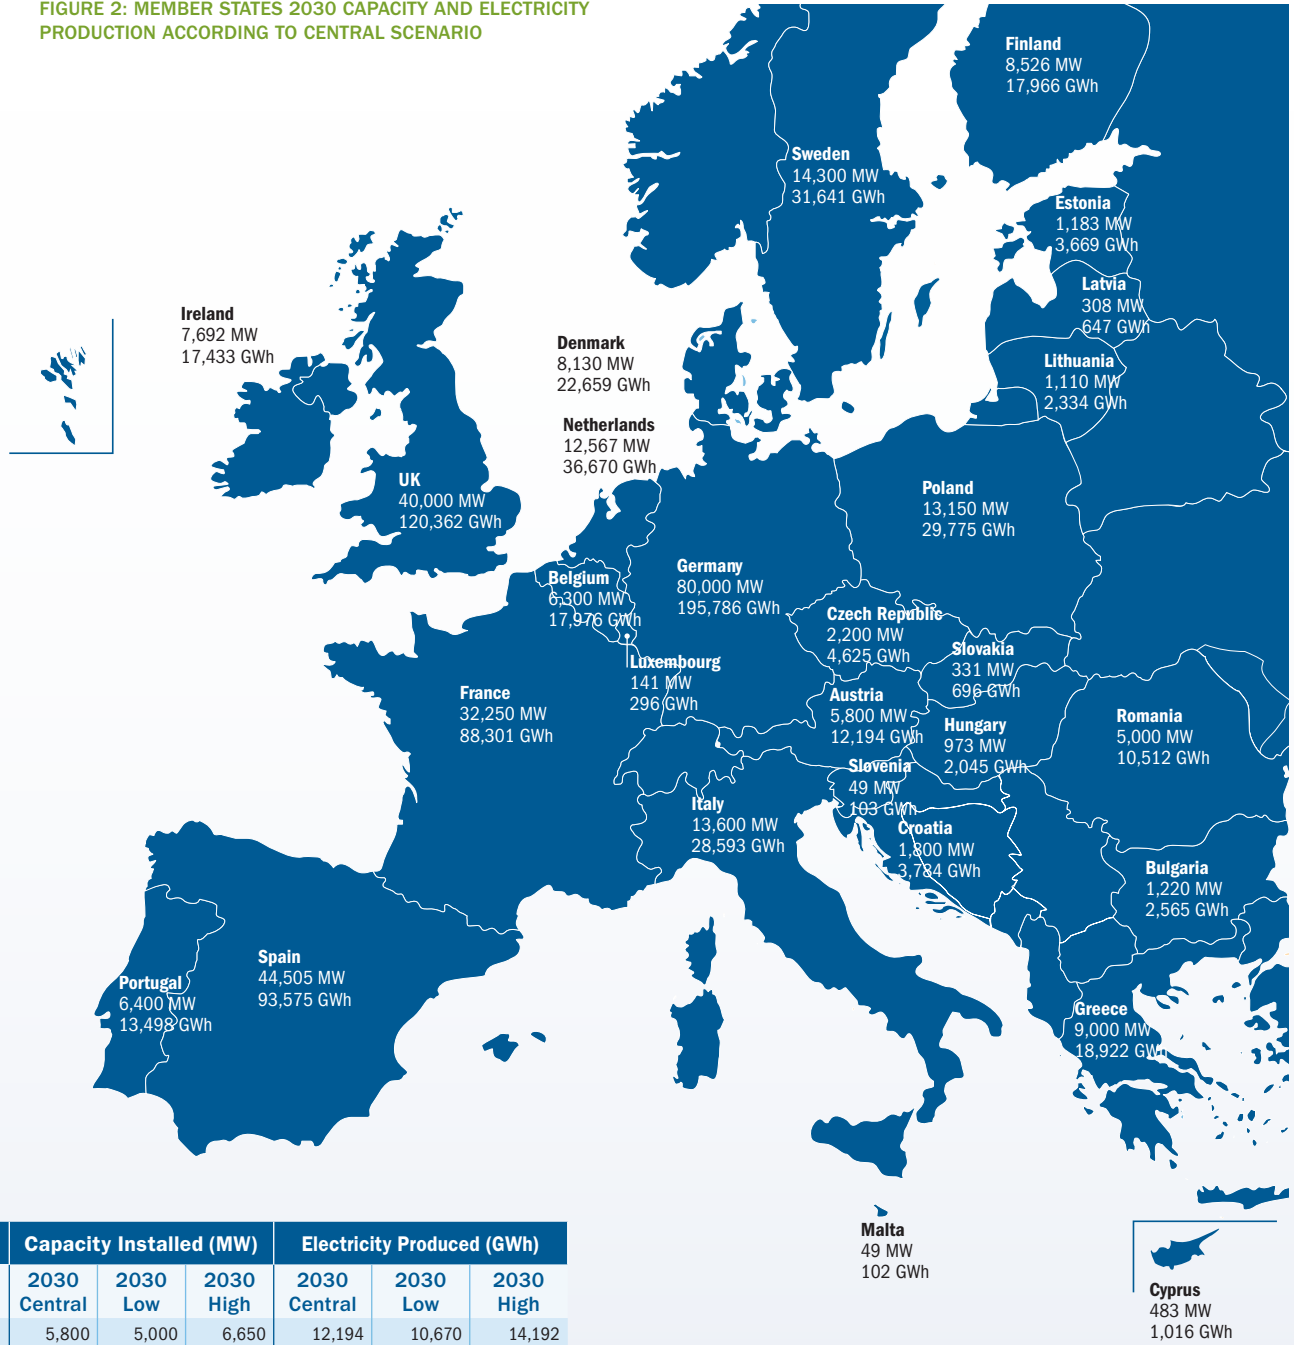 FIGURE 2: MEMBER STATES 2030 CAPACITY AND ELECTRICITY
PRODUCTION ACCORDING TO CENTRAL SCENARIO
Finland
8,526 MW
17,966 GWh
Sweden
14,300 MW
31,641 GWh
Estonia
1,183 MW
3,669 GWh
Latvia
308 MW
647 GWh
Ireland
7,692 MW
17,433 GWh
Denmark
8,130 MW
22,659 GWh
Lithuania
1,110 MW
2,334 GWh
Netherlands
12,567 MW
36,670 GWh
UK
40,000 MW
120,362 GWh
Poland
13,150 MW
29,775 GWh
Germany
80,000 MW
195,786 GWh
Belgium
6,300 MW
17,976 GWh
Czech Republic
2,200 MW
4,625 GWh
Slovakia
331 MW
696 GWh
Luxembourg
141 MW
296 GWh
France
32,250 MW
88,301 GWh
Austria
5,800 MW
12,194 GWh
Hungary
973 MW
2,045 GWh
Romania
5,000 MW
10,512 GWh
Slovenia
49 MW
103 GWh
Italy
13,600 MW
28,593 GWh
Croatia
1,800 MW
3,784 GWh
Bulgaria
1,220 MW
2,565 GWh
Spain
44,505 MW
93,575 GWh
Portugal
6,400 MW
13,498 GWh
Greece
9,000 MW
18,922 GWh
Malta
49 MW
102 GWh
Cyprus
483 MW
1,016 GWh
Capacity Installed (MW) Electricity Produced (GWh)
2030 2030 2030 2030 2030 2030
Central Low High Central Low High
5,800 5,000 6,650 12,194 10,670 14,192